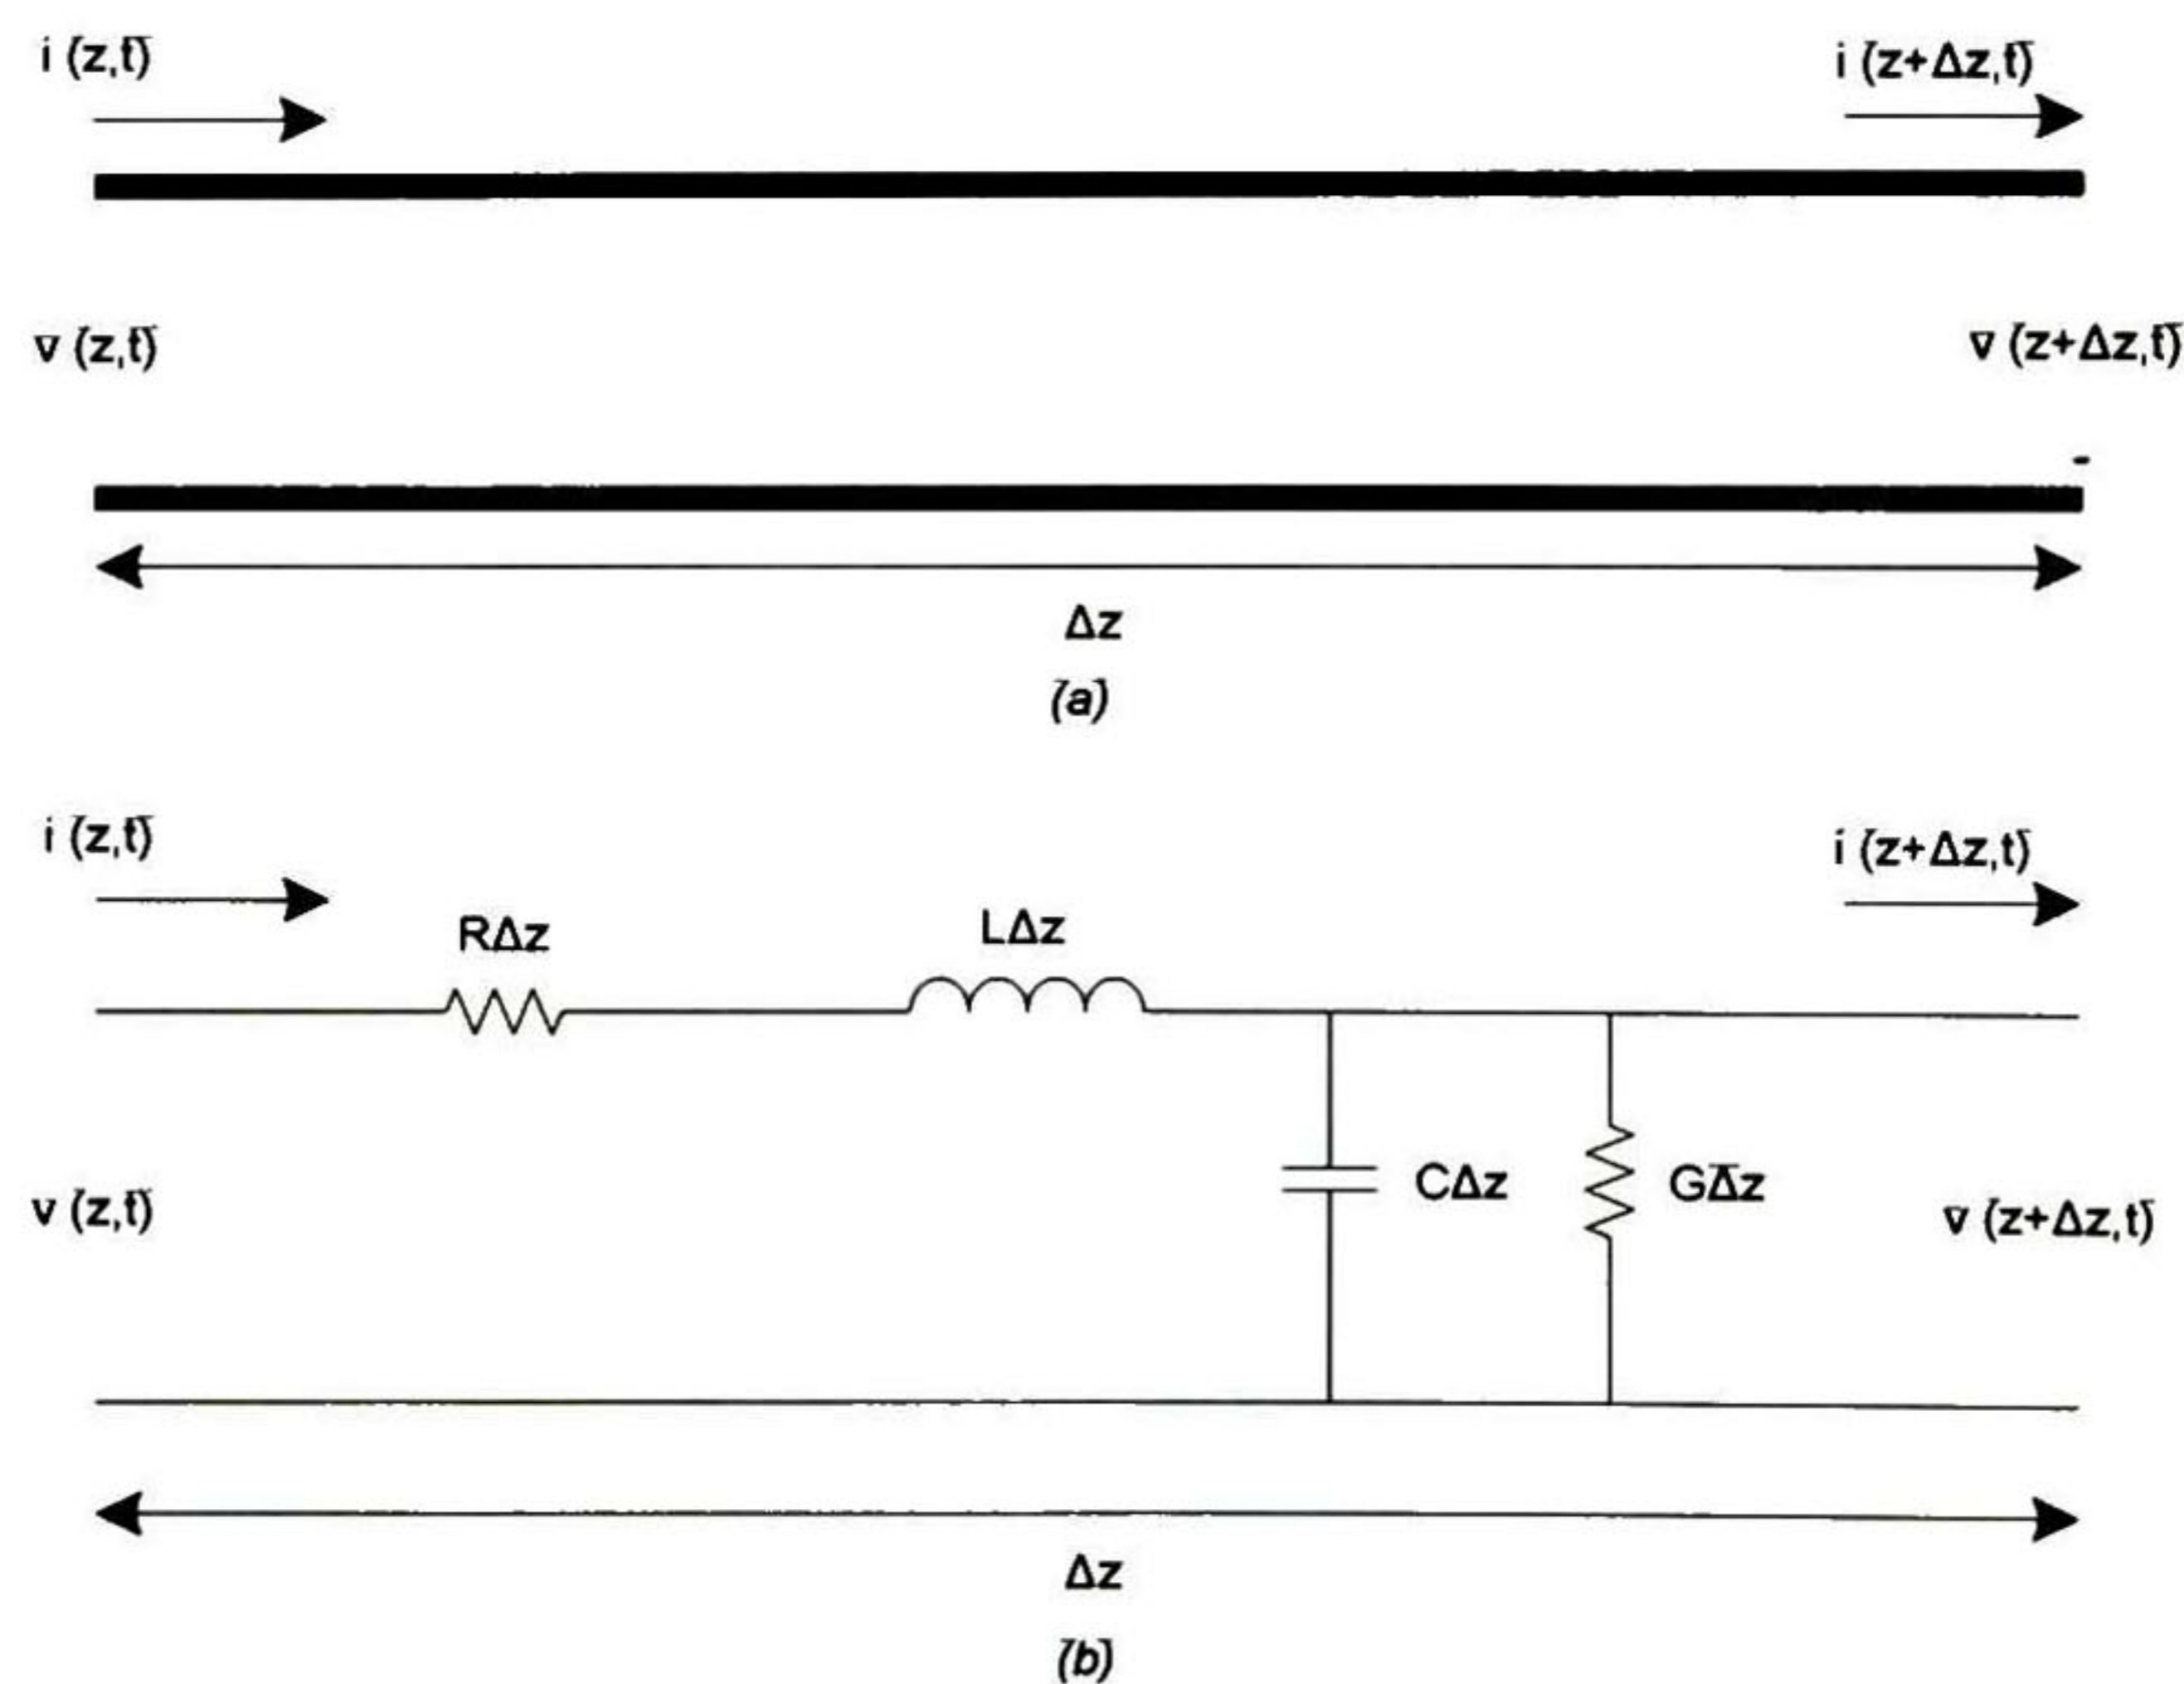 i (z,t)
i (z+Δz,t)
v (z,t)
v (z+Δz,t)
Δz
(a)
i (z,t)
i (z+Δz,t)
RΔz
LΔz
CΔz
GΔz
v (z,t)
v (z+Δz,t)
Δz
(b)